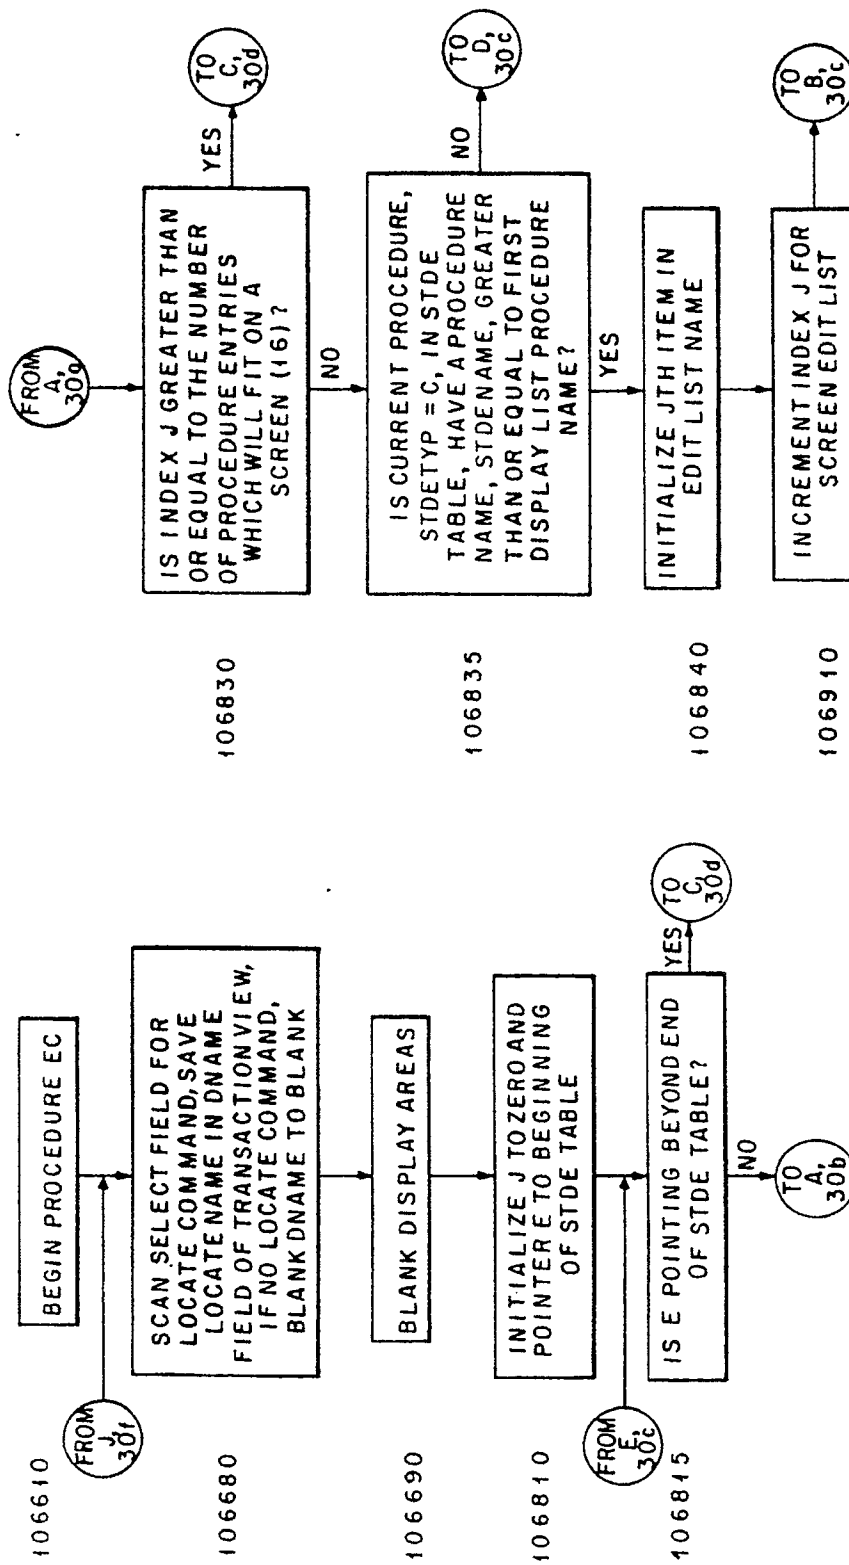 106610
BEGIN PROCEDURE EC
FROM
J,
30f
106680
SCAN SELECT FIELD FOR
LOCATE COMMAND, SAVE
LOCATE NAME IN DNAME
FIELD OF TRANSACTION VIEW,
IF NO LOCATE COMMAND,
BLANK DNAME TO BLANK
106690
BLANK DISPLAY AREAS
106810
INITIALIZE J TO ZERO AND
POINTER E TO BEGINNING
OF STDE TABLE
FROM
E,
30c
106815
IS E POINTING BEYOND END
OF STDE TABLE?
YES
TO
C,
30d
NO
TO
A,
30b
FROM
A,
30a
106830
IS INDEX J GREATER THAN
OR EQUAL TO THE NUMBER
OF PROCEDURE ENTRIES
WHICH WILL FIT ON A
SCREEN (16)?
YES
TO
C,
30d
NO
106835
IS CURRENT PROCEDURE,
STDETYP = C, IN STDE
TABLE, HAVE A PROCEDURE
NAME, STDENAME, GREATER
THAN OR EQUAL TO FIRST
DISPLAY LIST PROCEDURE
NAME?
NO
TO
D,
30c
YES
106840
INITIALIZE JTH ITEM IN
EDIT LIST NAME
106910
INCREMENT INDEX J FOR
SCREEN EDIT LIST
TO
B,
30c